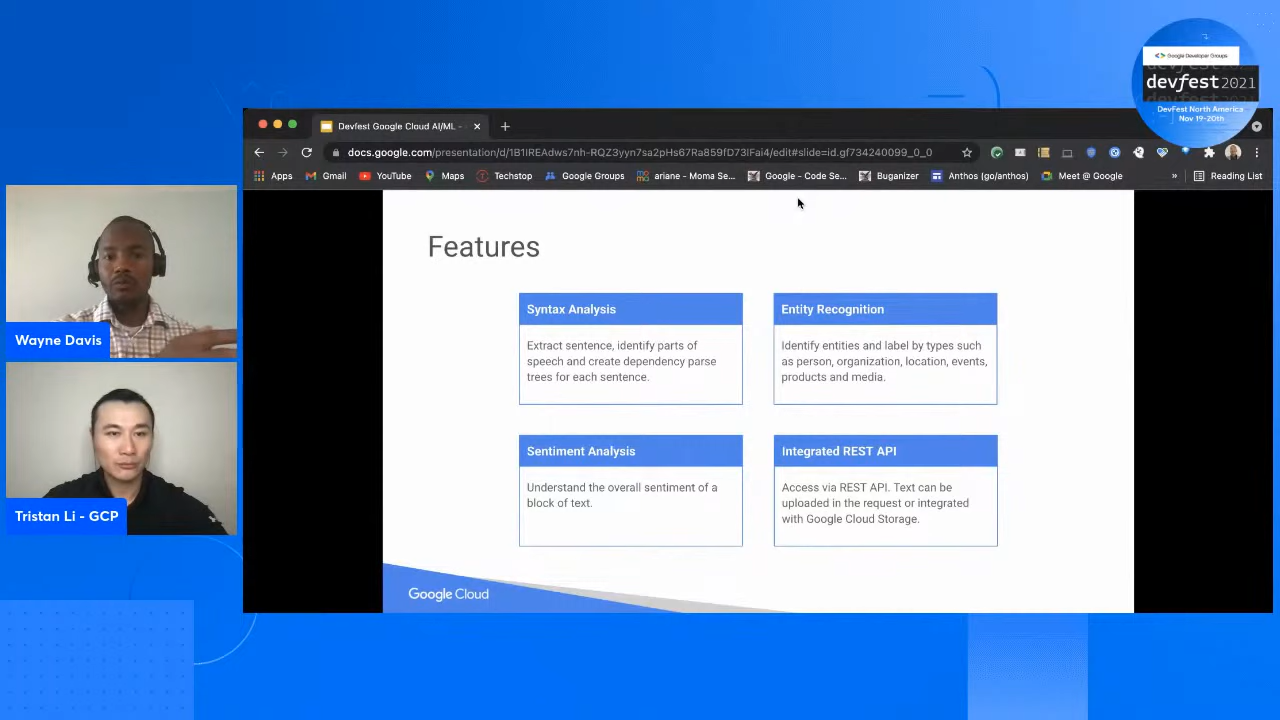 Google Developer Groups
devfest 2021
DevFest North America
Nov 19-20th
Devfest Google Cloud AI/ML -
docs.google.com/presentation/d/1B1IREAdws7nh-RQZ3yyn7sa2pHs67Ra859fD73IFai4/edit#slide=id.gf734240099_0_0
Apps Gmail YouTube Maps Techstop Google Groups ariane - Moma Se... Google - Code Se... Buganizer Anthos (go/anthos) Meet @ Google » Reading List
Features
Syntax Analysis
Extract sentence, identify parts of
speech and create dependency parse
trees for each sentence.
Entity Recognition
Identify entities and label by types such
as person, organization, location, events,
products and media.
Sentiment Analysis
Understand the overall sentiment of a
block of text.
Integrated REST API
Access via REST API. Text can be
uploaded in the request or integrated
with Google Cloud Storage.
Google Cloud
Wayne Davis
Tristan Li - GCP